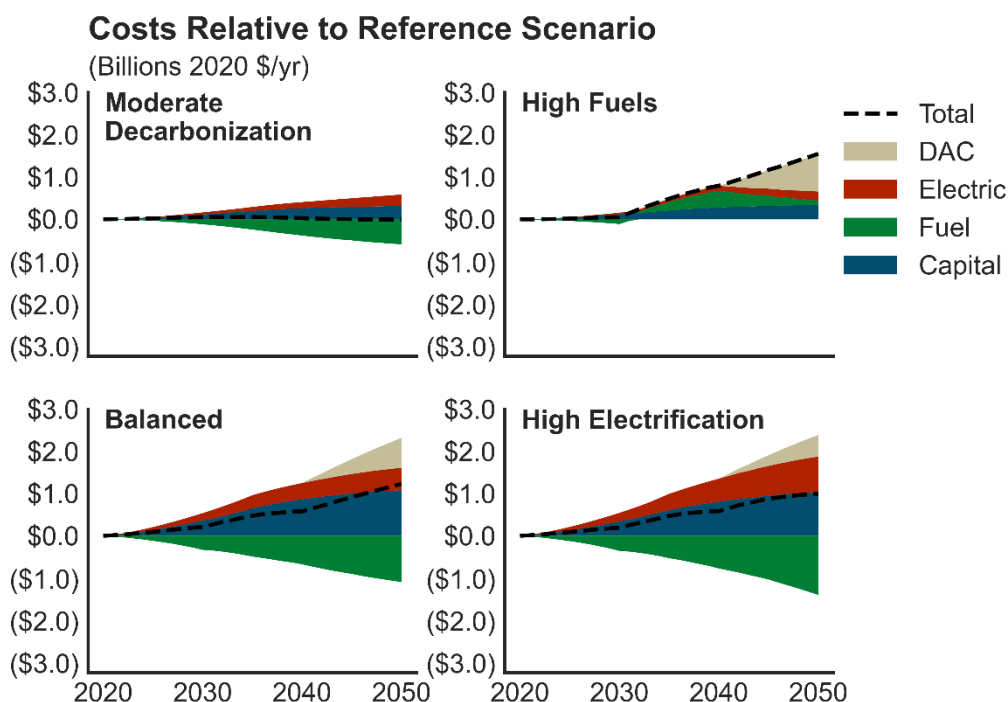 Costs Relative to Reference Scenario
(Billions 2020 $/yr)
Moderate
Decarbonization
$3.0
$2.0
$1.0
$0.0
($1.0)
($2.0)
($3.0)
High Fuels
$3.0
$2.0
$1.0
$0.0
($1.0)
($2.0)
($3.0)
Total
DAC
Electric
Fuel
Capital
Balanced
$3.0
$2.0
$1.0
$0.0
($1.0)
($2.0)
($3.0)
2020 2030 2040 2050
High Electrification
$3.0
$2.0
$1.0
$0.0
($1.0)
($2.0)
($3.0)
2020 2030 2040 2050